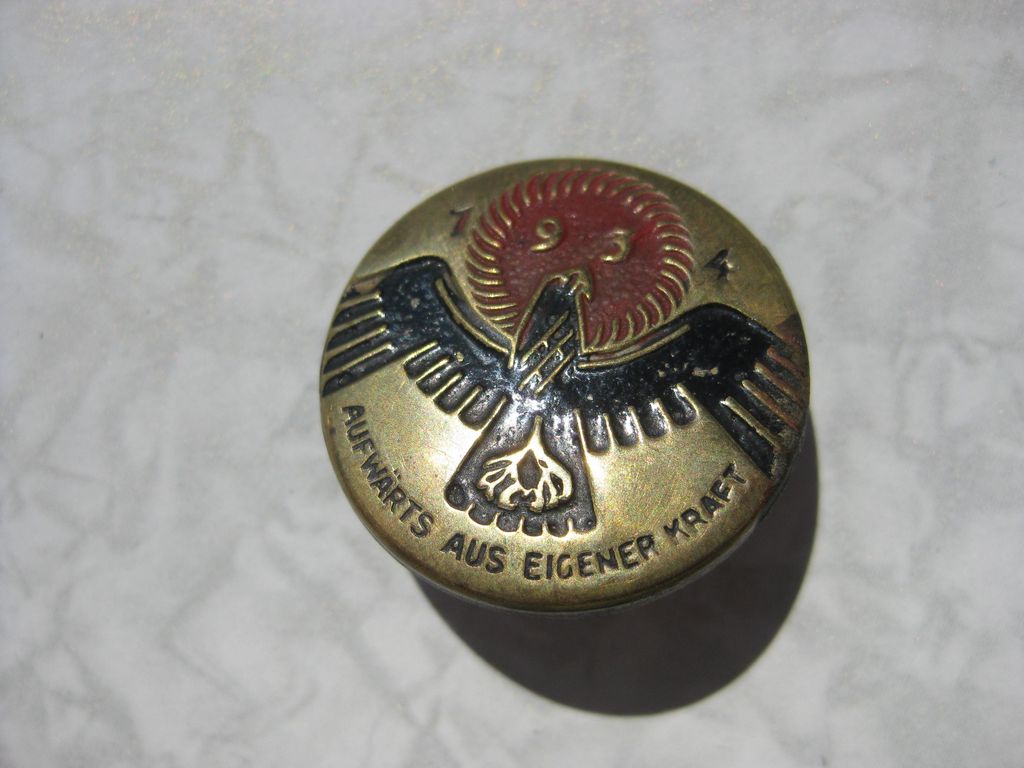 1934
AUFWÄRTS AUS EIGENER KRAFT